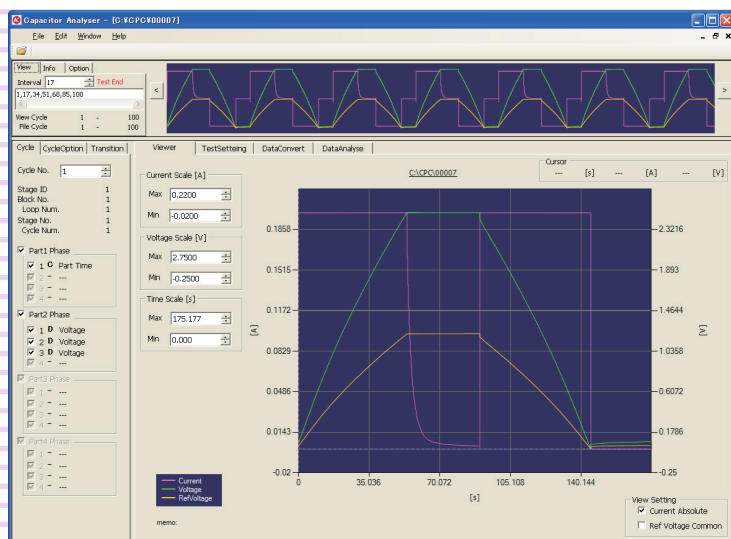 Capacitor Analyser - [C:¥CPC¥00007]
File Edit Window Help
View Info Option
Interval 17 Test End
1,17,34,51,68,85,100
View Cycle 1 - 100
File Cycle 1 - 100
<
>
Cycle CycleOption Transition
Viewer TestSetteing DataConvert DataAnalyse
Cycle No. 1
Stage ID 1
Block No. 1
Loop Num. 1
Stage No. 1
Cycle Num. 1
Part1 Phase
1 C Part Time
2 - ---
3 - ---
4 - ---
Part2 Phase
1 D Voltage
2 D Voltage
3 D Voltage
4 - ---
Part3 Phase
1 - ---
2 - ---
3 - ---
4 - ---
Part4 Phase
1 - ---
2 - ---
3 - ---
4 - ---
Current Scale [A]
Max 0.2200
Min -0.0200
Voltage Scale [V]
Max 2.7500
Min -0.2500
Time Scale [s]
Max 175.177
Min 0.000
Current
Voltage
RefVoltage
memo:
C:\CPC\00007
Cursor
--- [s] --- [A] --- [V]
0.1858
0.1515
0.1172
0.0829
0.0486
0.0143
-0.02
[A]
2.3216
1.893
1.4644
1.0358
0.6072
0.1786
-0.25
[V]
0 35.036 70.072 105.108 140.144
[s]
View Setting
Current Absolute
Ref Voltage Common